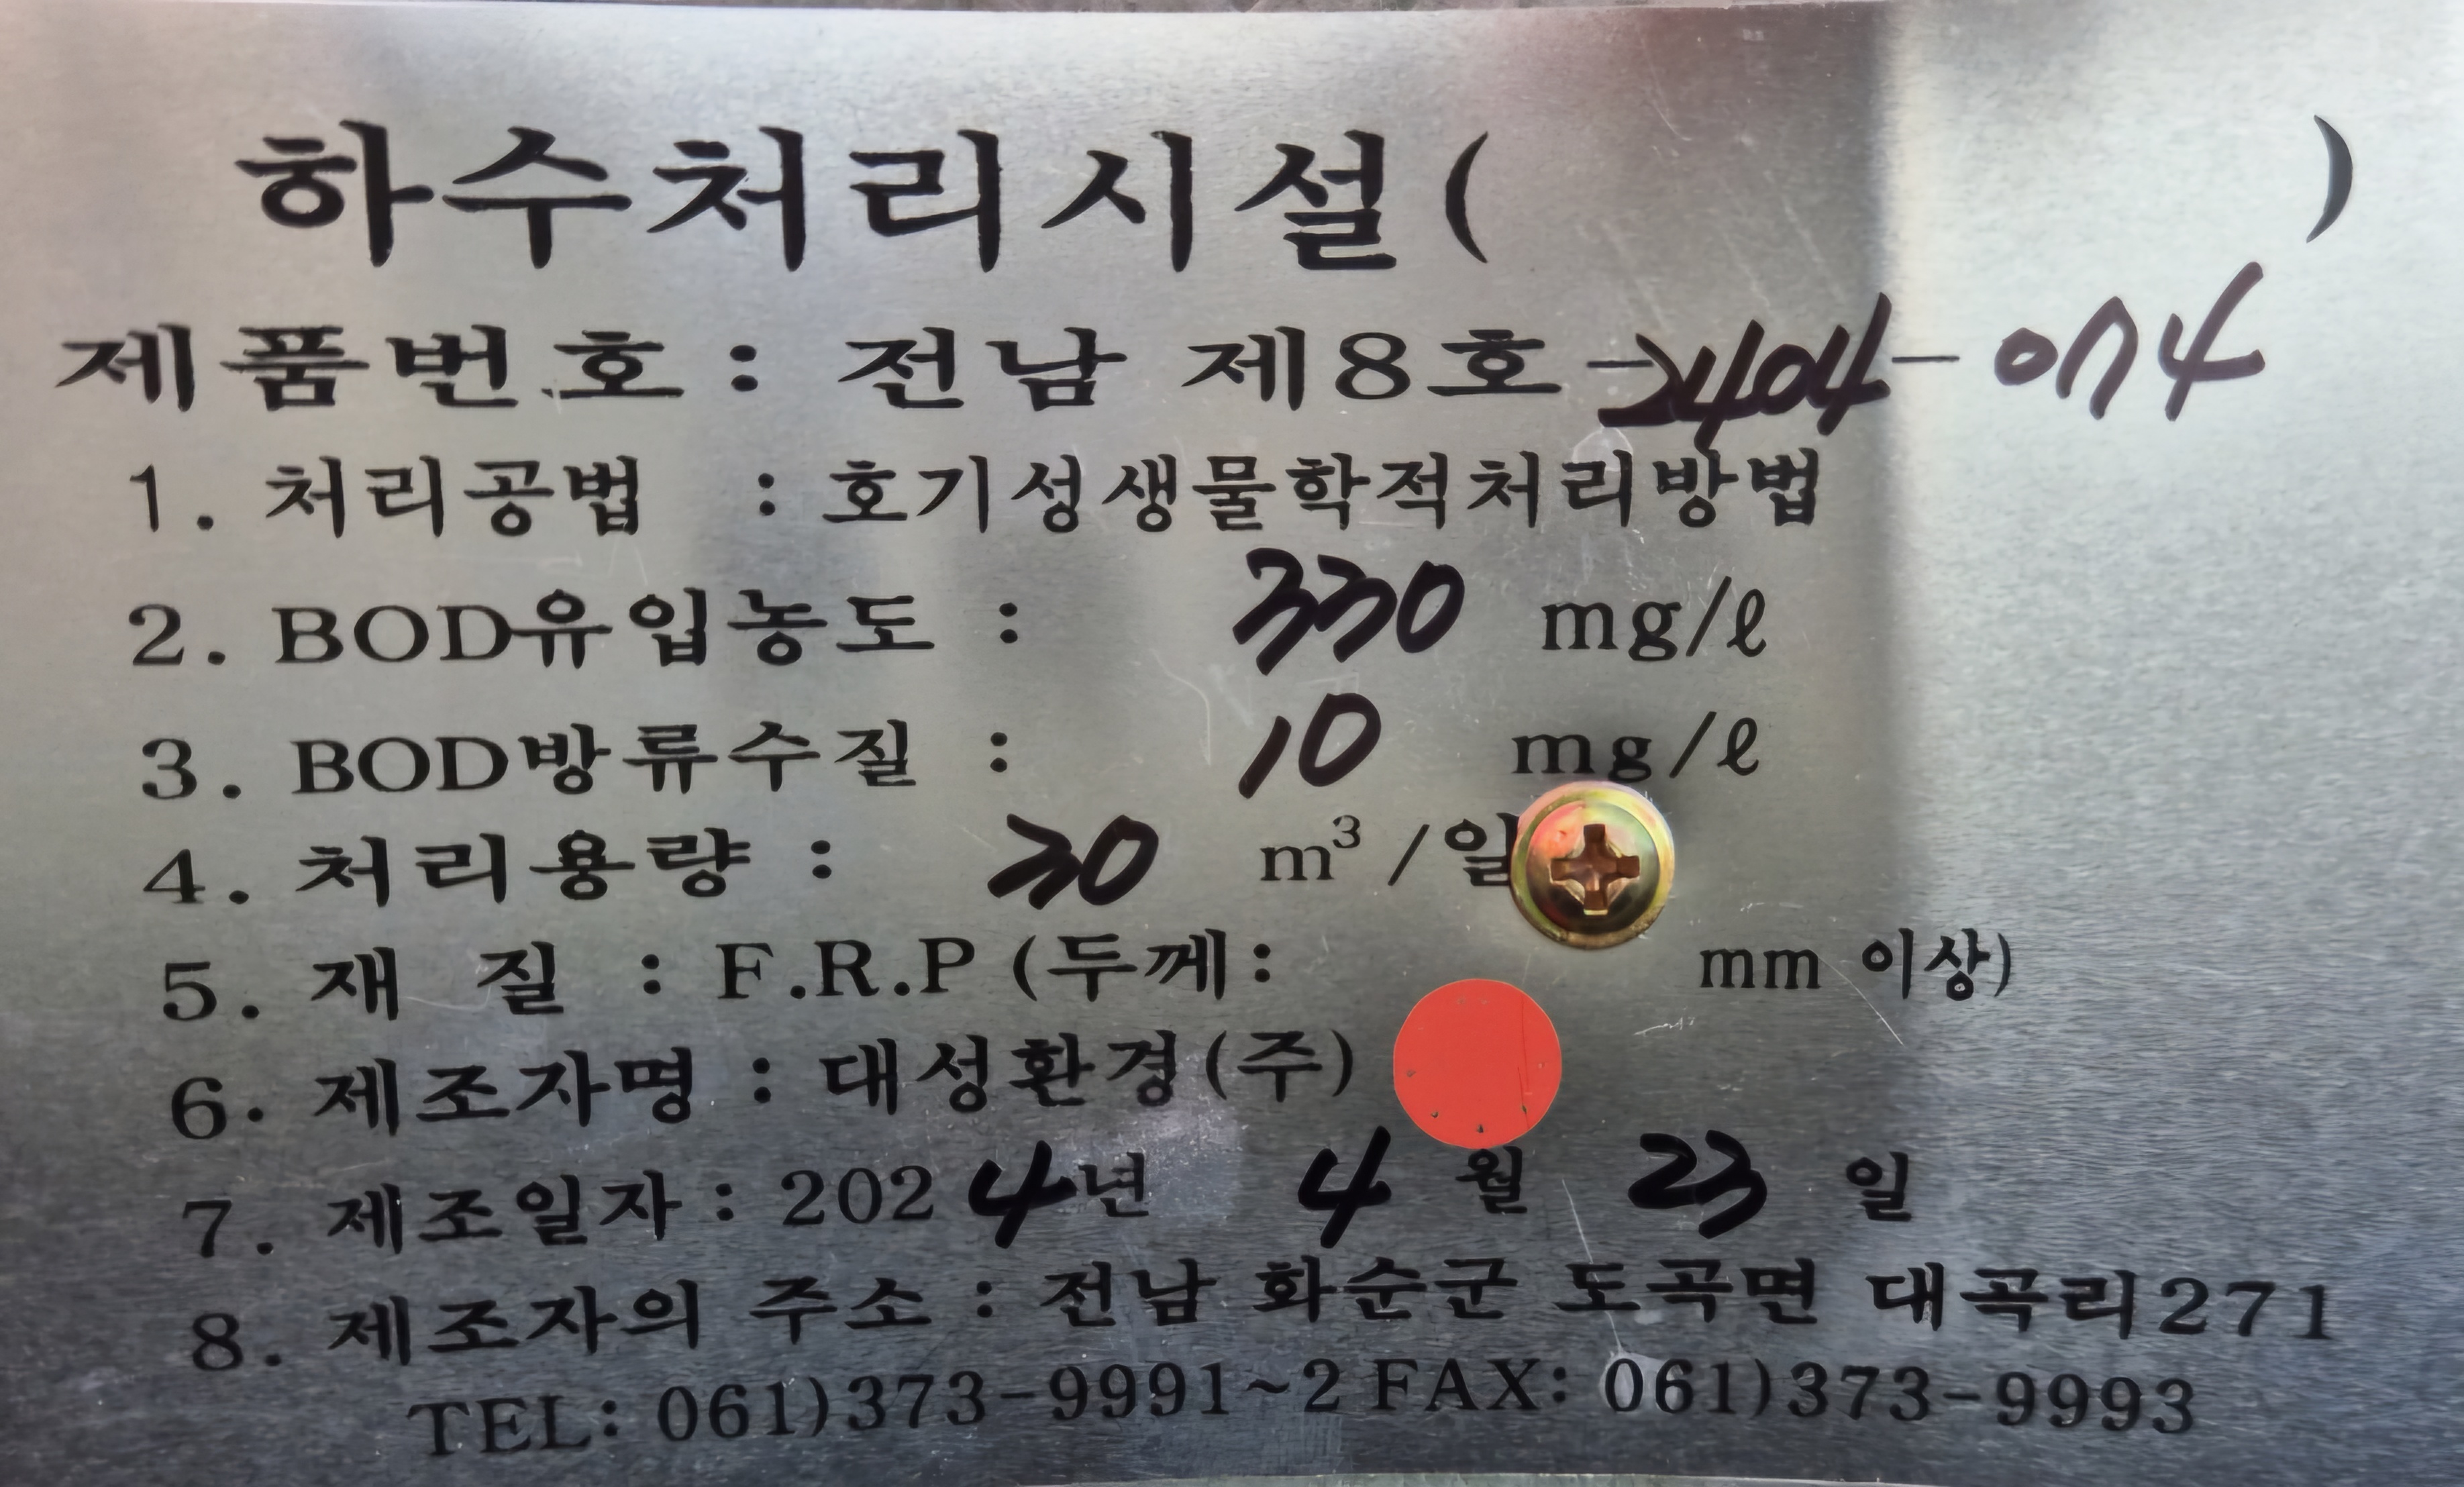 하수처리시설( )
제품번호 : 전남 제8호-2404-074
1. 처리공법 : 호기성생물학적처리방법
2. BOD유입농도 : 330 mg/ℓ
3. BOD방류수질 : 10 mg/ℓ
4. 처리용량 : 30 m³/일
5. 재 질 : F.R.P (두께: mm 이상)
6. 제조자명 : 대성환경(주)
7. 제조일자 : 2024년 4월 23일
8. 제조자의 주소 : 전남 화순군 도곡면 대곡리271
TEL: 061)373-9991~2 FAX: 061)373-9993